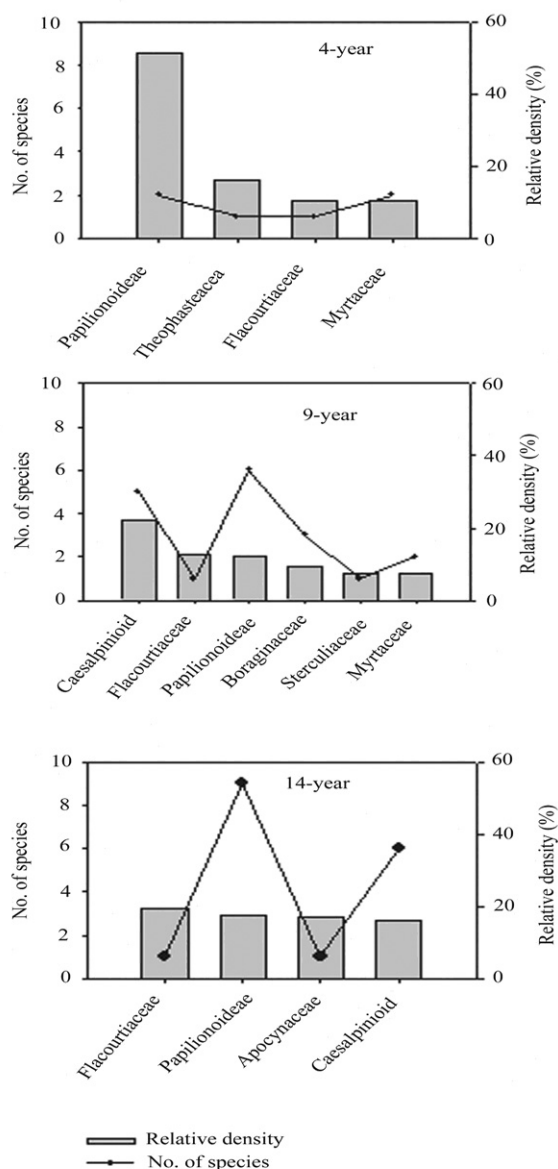 4-year
No. of species
10
8
6
4
2
0
60
40
20
0
Relative density (%)
Papilionoideae
Theophasteacea
Flacourtiaceae
Myrtaceae
9-year
No. of species
10
8
6
4
2
0
60
40
20
0
Relative density (%)
Caesalpinioid
Flacourtiaceae
Papilionoideae
Boraginaceae
Sterculiaceae
Myrtaceae
14-year
No. of species
10
8
6
4
2
0
60
40
20
0
Relative density (%)
Flacourtiaceae
Papilionoideae
Apocynaceae
Caesalpinioid
Relative density
No. of species